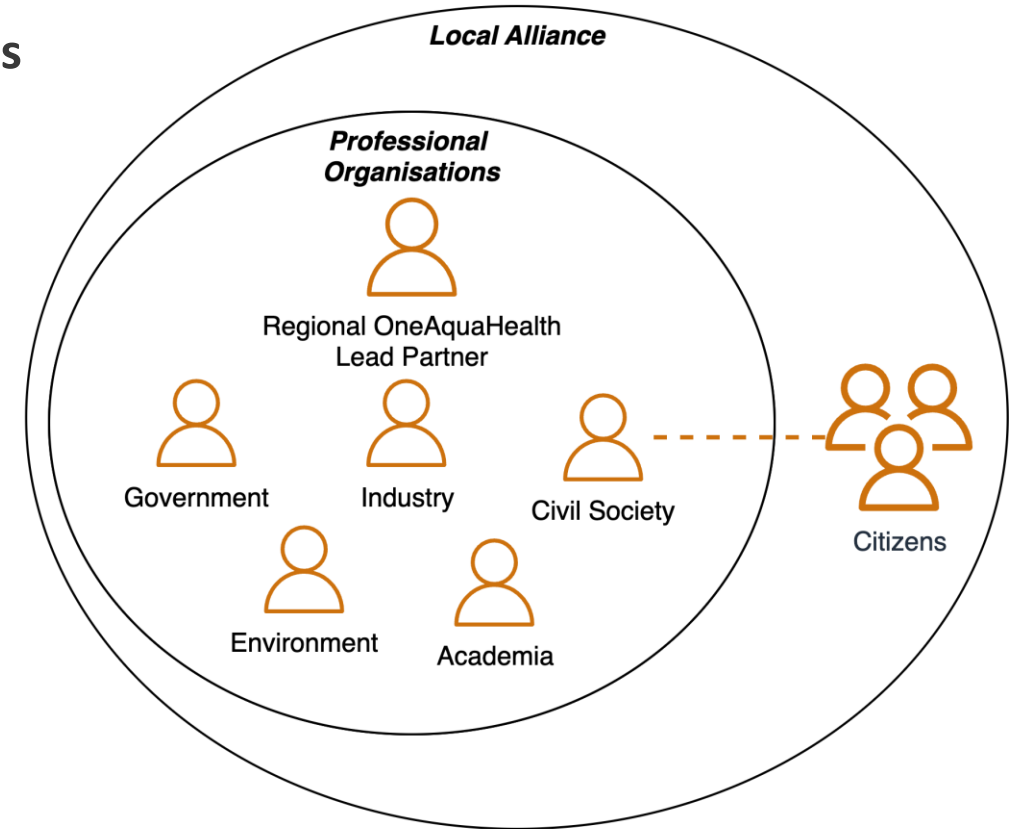 s
Local Alliance
Professional
Organisations
Regional OneAquaHealth
Lead Partner
Government
Industry
Civil Society
Citizens
Environment
Academia